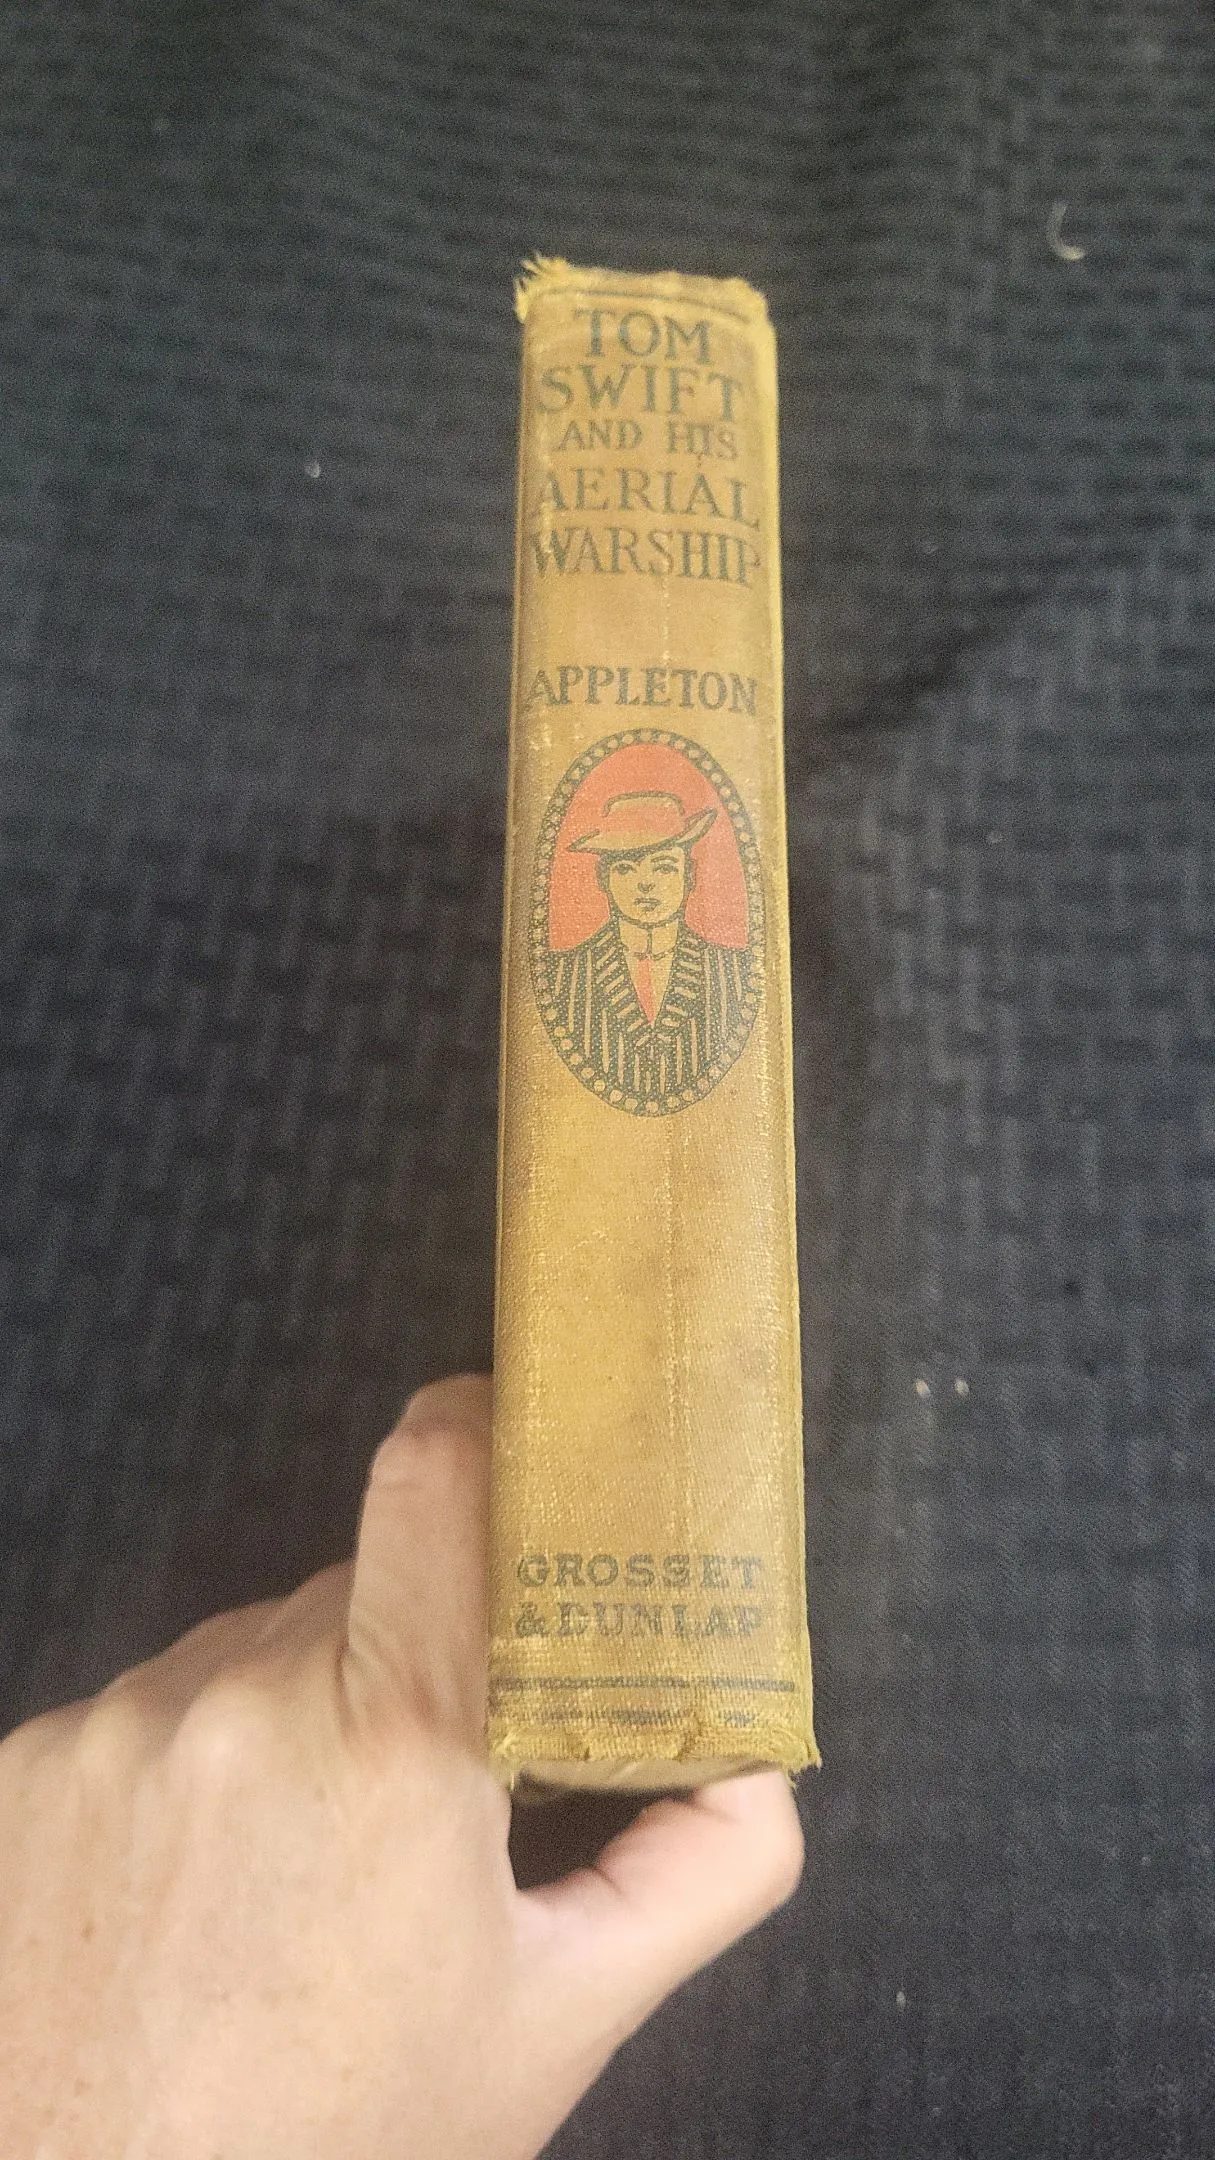 TOM
SWIFT
AND HIS
AERIAL
WARSHIP
APPLETON
GROSSET
& DUNLAP